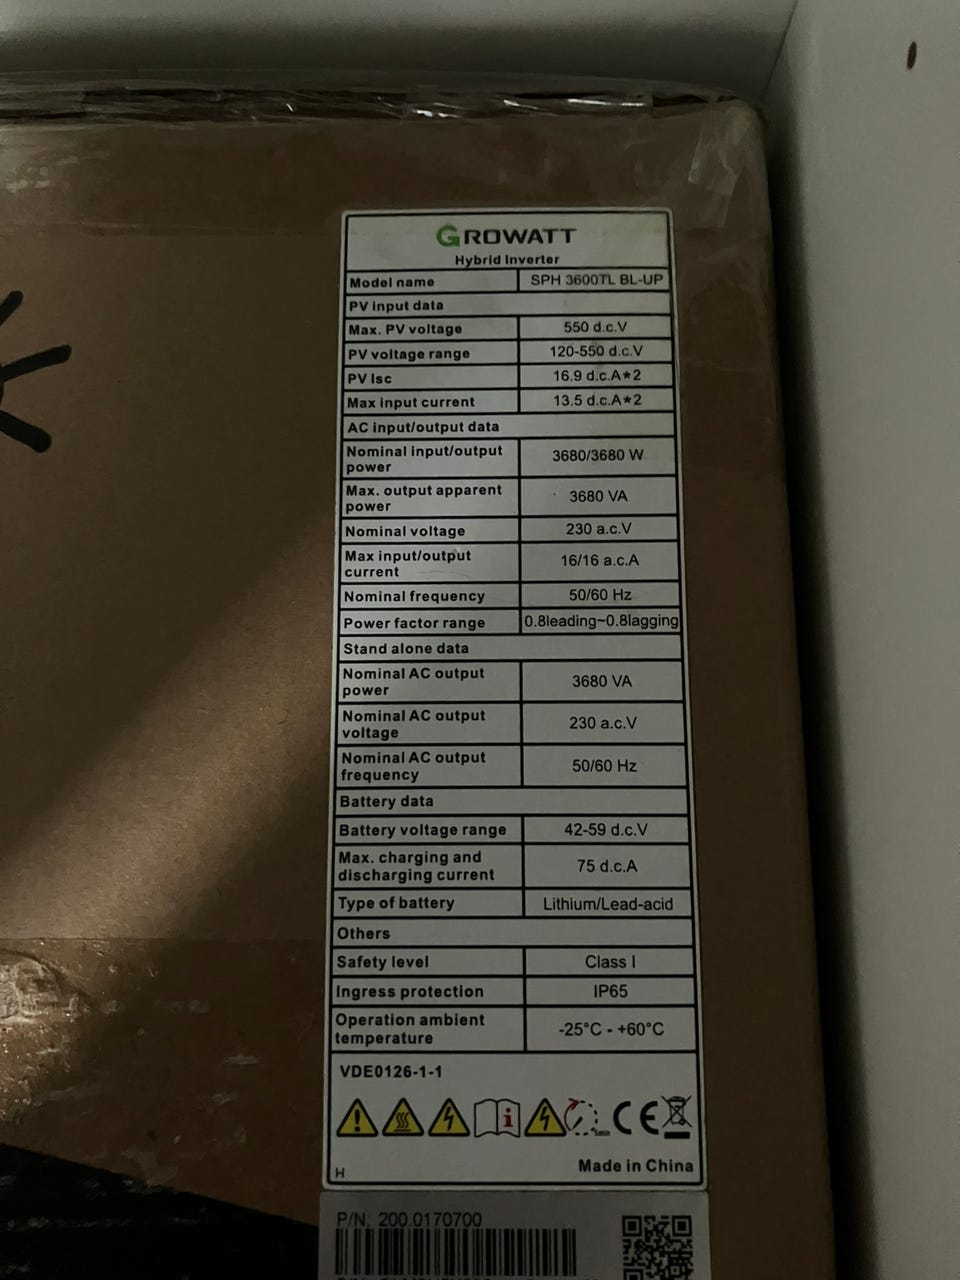 GROWATT
Hybrid Inverter
Model name SPH 3600TL BL-UP
PV input data
Max. PV voltage 550 d.c.V
PV voltage range 120-550 d.c.V
PV Isc 16.9 d.c.A*2
Max input current 13.5 d.c.A*2
AC input/output data
Nominal input/output power 3680/3680 W
Max. output apparent power 3680 VA
Nominal voltage 230 a.c.V
Max input/output current 16/16 a.c.A
Nominal frequency 50/60 Hz
Power factor range 0.8leading~0.8lagging
Stand alone data
Nominal AC output power 3680 VA
Nominal AC output voltage 230 a.c.V
Nominal AC output frequency 50/60 Hz
Battery data
Battery voltage range 42-59 d.c.V
Max. charging and discharging current 75 d.c.A
Type of battery Lithium/Lead-acid
Others
Safety level Class I
Ingress protection IP65
Operation ambient temperature -25°C - +60°C
VDE0126-1-1
CE
H Made in China
P/N: 200.0170700